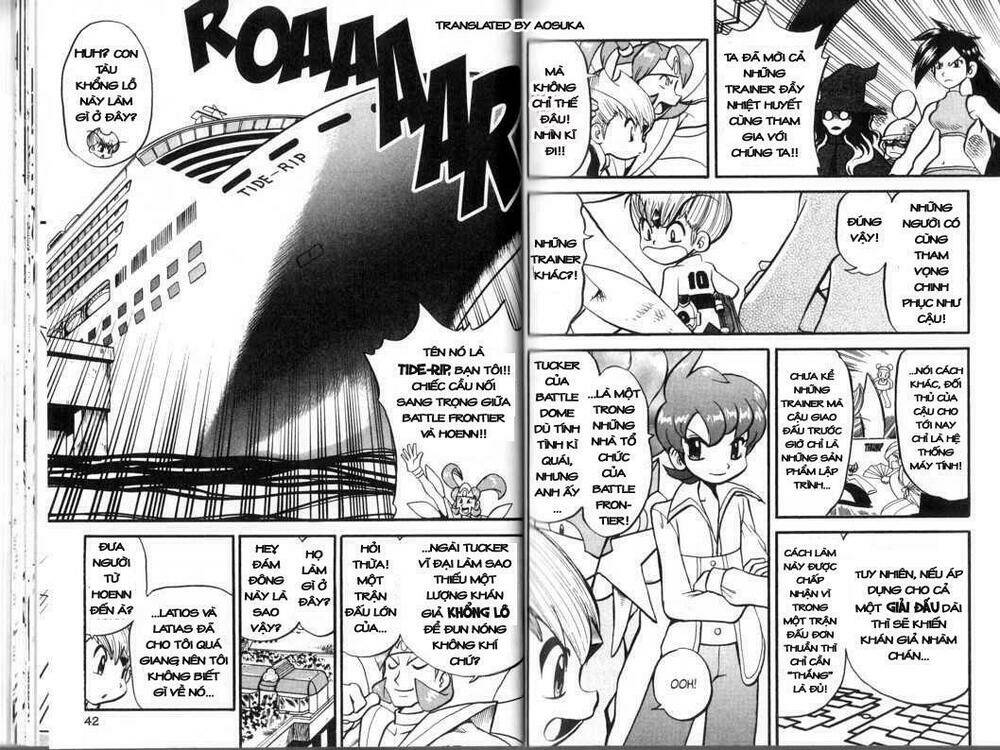 TRANSLATED BY AOSUKA
ROAAAAAAR
HUH? CON
TÀU
KHỔNG LỒ
NÀY LÀM
GÌ Ở ĐÂY?
TIDE-RIP
TÊN NÓ LÀ
TIDE-RIP, BẠN TÔI!!
CHIẾC CẦU NỐI
SANG TRỌNG GIỮA
BATTLE FRONTIER
VÀ HOENN!!
ĐƯA
NGƯỜI
TỪ
HOENN
ĐẾN À?
...LATIOS VÀ
LATIAS ĐÃ
CHO TÔI QUÁ
GIANG NÊN TÔI
KHÔNG BIẾT
GÌ VỀ NÓ...
HEY,
ĐÁM
ĐÔNG
NÀY LÀ
SAO
VẬY?
HỌ
LÀM
GÌ Ở
ĐÂY?
HỎI
THỪA!
MỘT
TRẬN
ĐẤU LỚN
CỦA...
...NGÀI TUCKER
VĨ ĐẠI LÀM SAO
THIẾU MỘT
LƯỢNG KHÁN
GIẢ KHỔNG LỒ
ĐỂ ĐUN NÓNG
KHÔNG KHÍ
CHỨ?
42
MÀ
KHÔNG
CHỈ THẾ
ĐÂU!
NHÌN KĨ
ĐI!!
TA ĐÃ MỜI CẢ
NHỮNG
TRAINER ĐẦY
NHIỆT HUYẾT
CÙNG THAM
GIA VỚI
CHÚNG TA!!
NHỮNG
TRAINER
KHÁC?!
10
ĐÚNG
VẬY!
NHỮNG
NGƯỜI CÓ
CÙNG
THAM
VỌNG
CHINH
PHỤC NHƯ
CẬU!
TUCKER
CỦA
BATTLE
DOME
DÙ TÍNH
TÌNH KÌ
QUÁI,
NHƯNG
ANH ẤY
...
...LÀ MỘT
TRONG
NHỮNG
NHÀ TỔ
CHỨC
CỦA
BATTLE
FRON-
TIER!
OOH!
CHƯA KỂ
NHỮNG
TRAINER MÀ
CẬU GIAO
ĐẤU TRƯỚC
GIỜ CHỈ LÀ
NHỮNG SẢN
PHẨM LẬP
TRÌNH...
...NÓI CÁCH
KHÁC, ĐỐI
THỦ CỦA
CẬU CHO
TỚI NAY
CHỈ LÀ HỆ
THỐNG
MÁY TÍNH!
CÁCH LÀM
NÀY ĐƯỢC
CHẤP
NHẬN VÌ
TRONG
MỘT TRẬN
ĐẤU ĐƠN
THUẦN THÌ
CHỈ CẦN
"THẮNG"
LÀ ĐỦ!
TUY NHIÊN, NẾU ÁP
DỤNG CHO CẢ
MỘT GIẢI ĐẤU DÀI
THÌ SẼ KHIẾN
KHÁN GIẢ NHÀM
CHÁN...